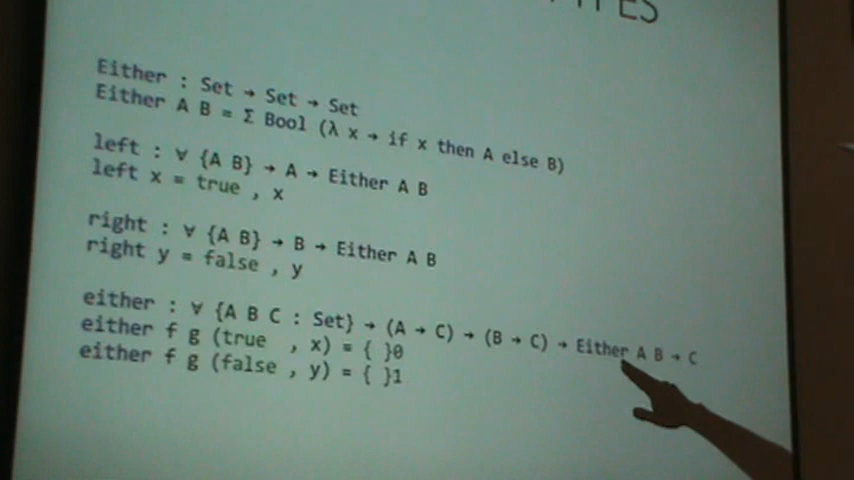 Either : Set → Set → Set
Either A B = Σ Bool (λ x → if x then A else B)
left : ∀ {A B} → A → Either A B
left x = true , x
right : ∀ {A B} → B → Either A B
right y = false , y
either : ∀ {A B C : Set} → (A → C) → (B → C) → Either A B → C
either f g (true  , x) = { }0
either f g (false , y) = { }1